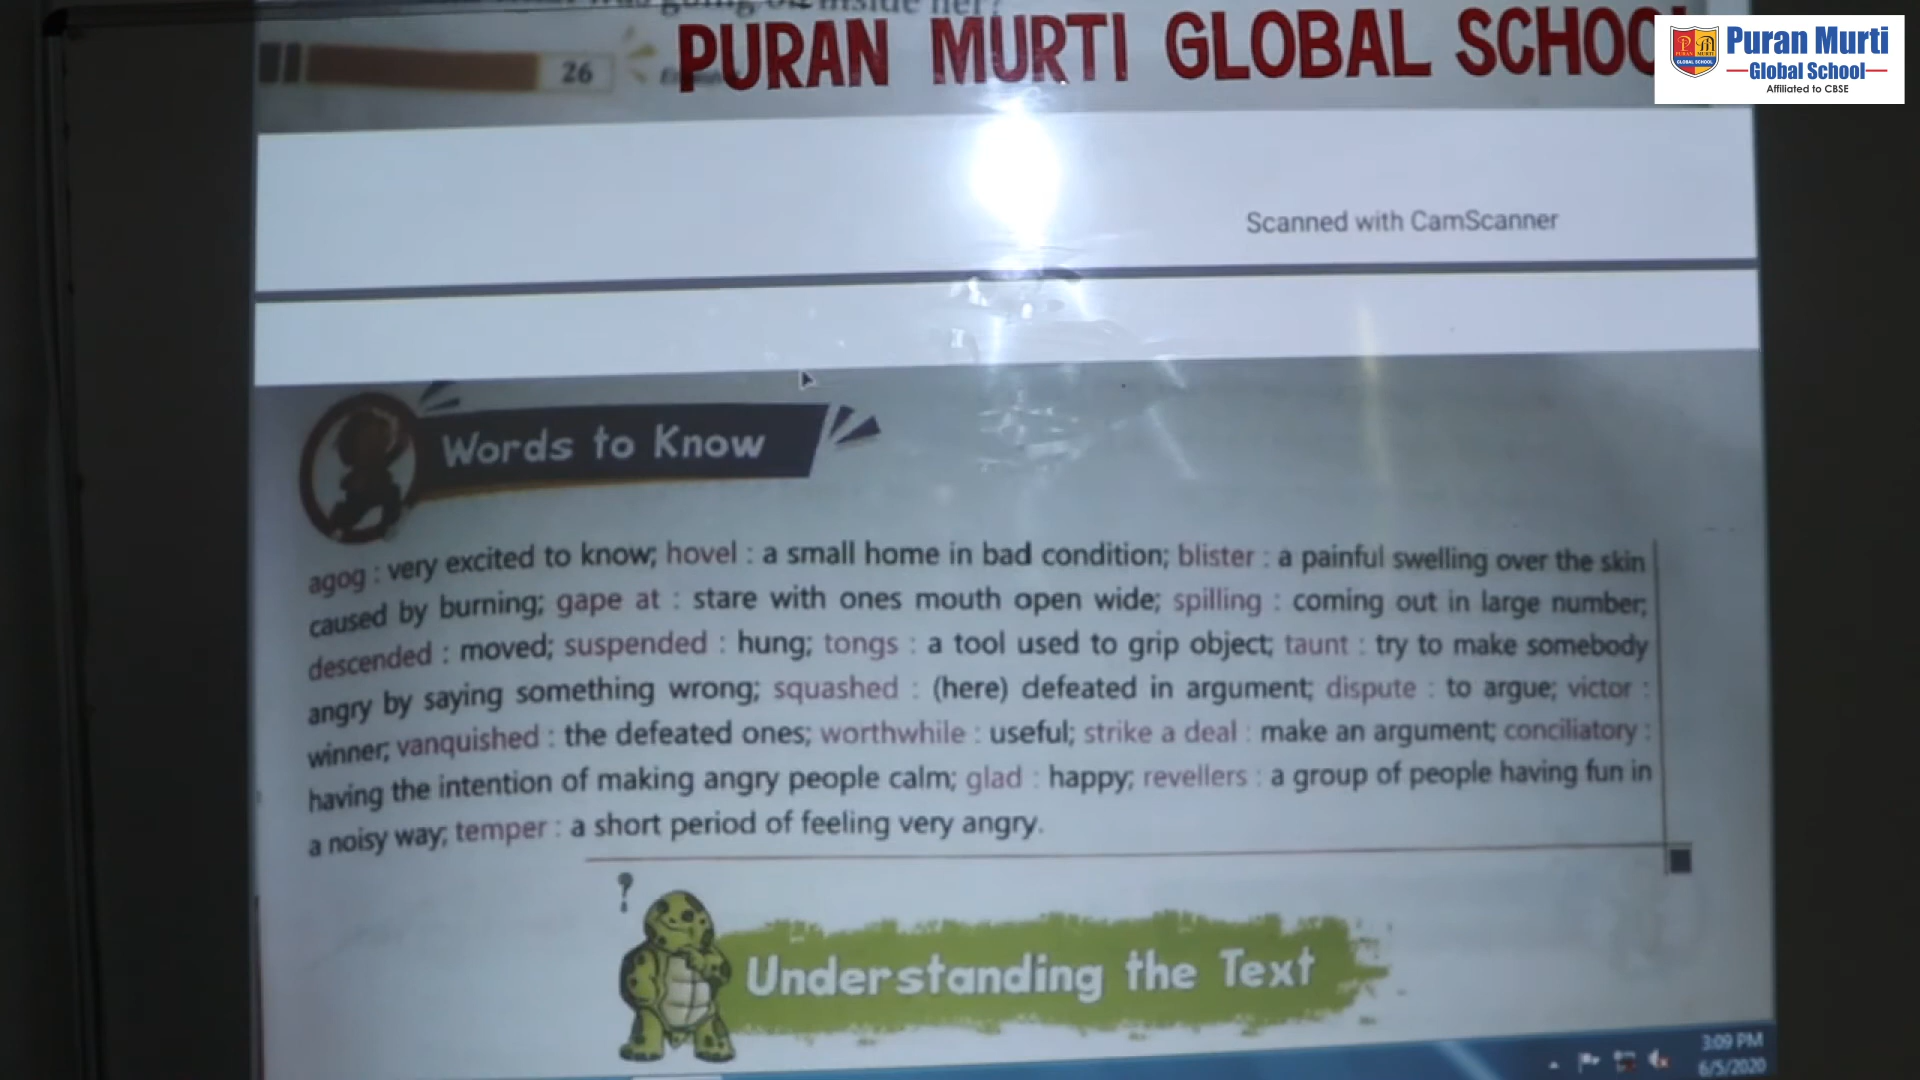 going on inside her?
26
PURAN MURTI GLOBAL SCHOO
Puran Murti
Global School
Affiliated to CBSE
Scanned with CamScanner
Words to Know
agog : very excited to know; hovel : a small home in bad condition; blister : a painful swelling over the skin
caused by burning; gape at : stare with ones mouth open wide; spilling : coming out in large number;
descended : moved; suspended : hung; tongs : a tool used to grip object; taunt : try to make somebody
angry by saying something wrong; squashed : (here) defeated in argument; dispute : to argue; victor :
winner; vanquished : the defeated ones; worthwhile : useful; strike a deal : make an argument; conciliatory :
having the intention of making angry people calm; glad : happy; revellers : a group of people having fun in
a noisy way; temper : a short period of feeling very angry.
?
Understanding the Text
3:09 PM
6/5/2020